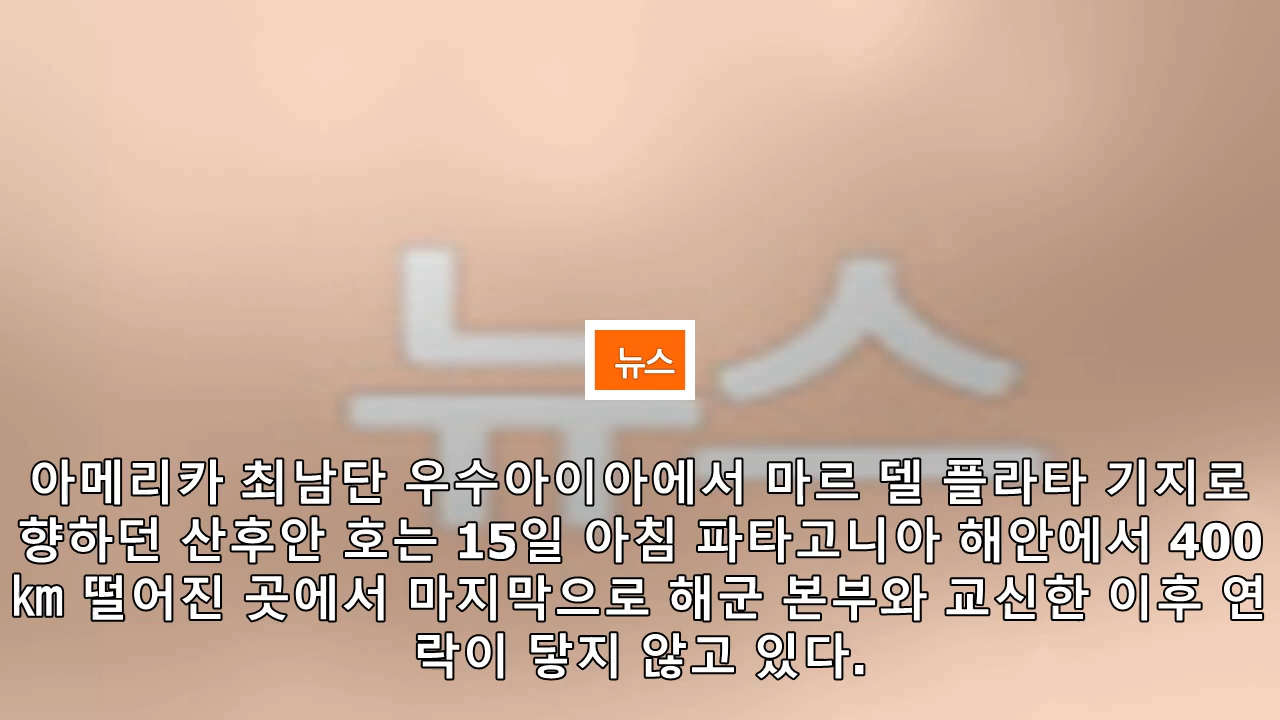 뉴스
뉴스
아메리카 최남단 우수아이아에서 마르 델 플라타 기지로
향하던 산후안 호는 15일 아침 파타고니아 해안에서 400
㎞ 떨어진 곳에서 마지막으로 해군 본부와 교신한 이후 연
락이 닿지 않고 있다.